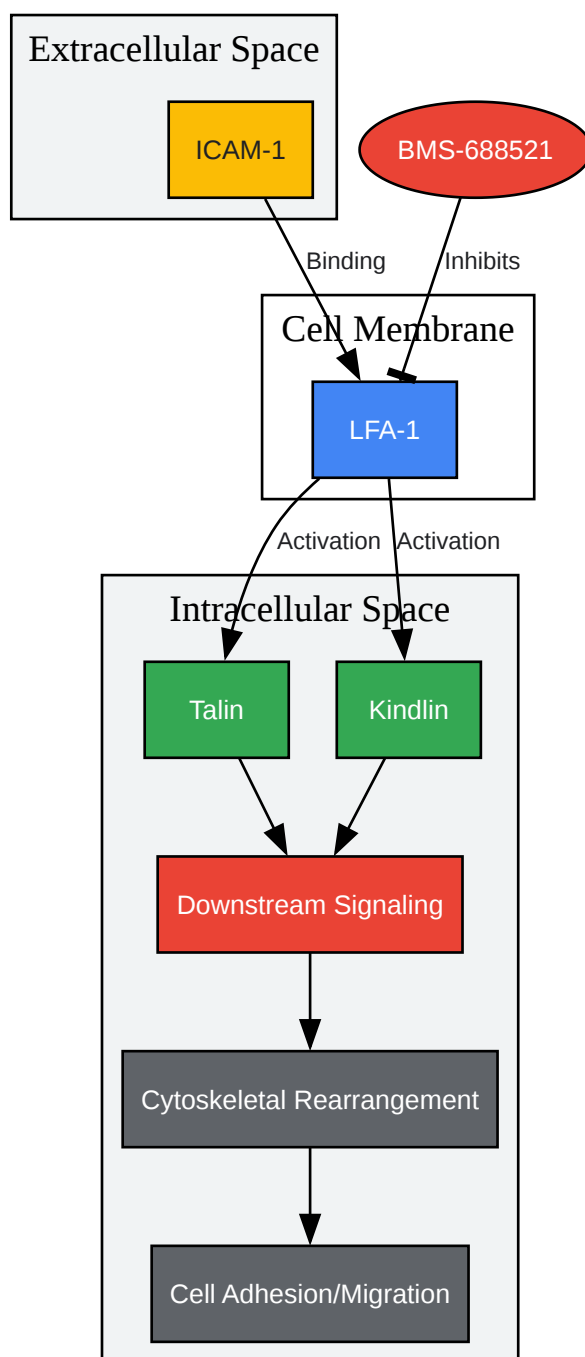 Extracellular Space
ICAM-1
BMS-688521
Binding
Inhibits
Cell Membrane
LFA-1
Activation
Activation
Intracellular Space
Talin
Kindlin
Downstream Signaling
Cytoskeletal Rearrangement
Cell Adhesion/Migration